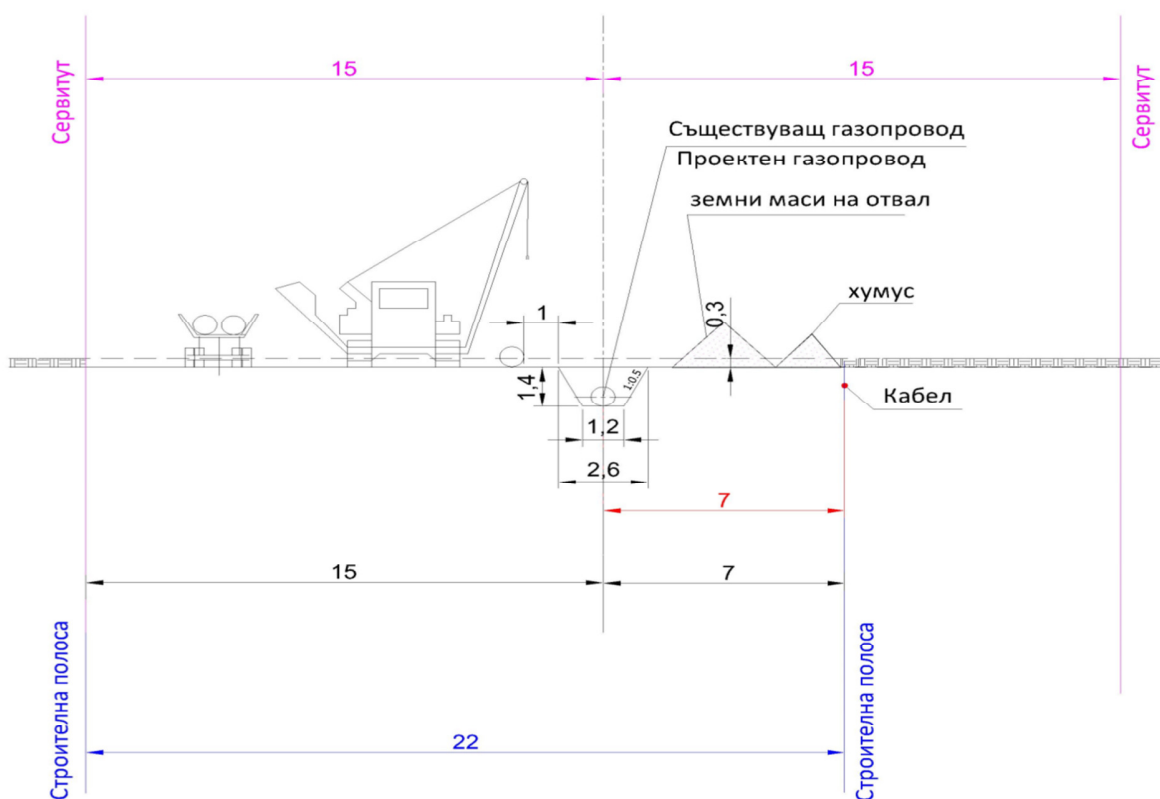 15
15
Сервитут
Сервитут
Съществуващ газопровод
Проектен газопровод
земни маси на отвал
хумус
1
0,3
1,4
1:0.5
Кабел
1,2
2,6
7
15
7
Строителна полоса
Строителна полоса
22